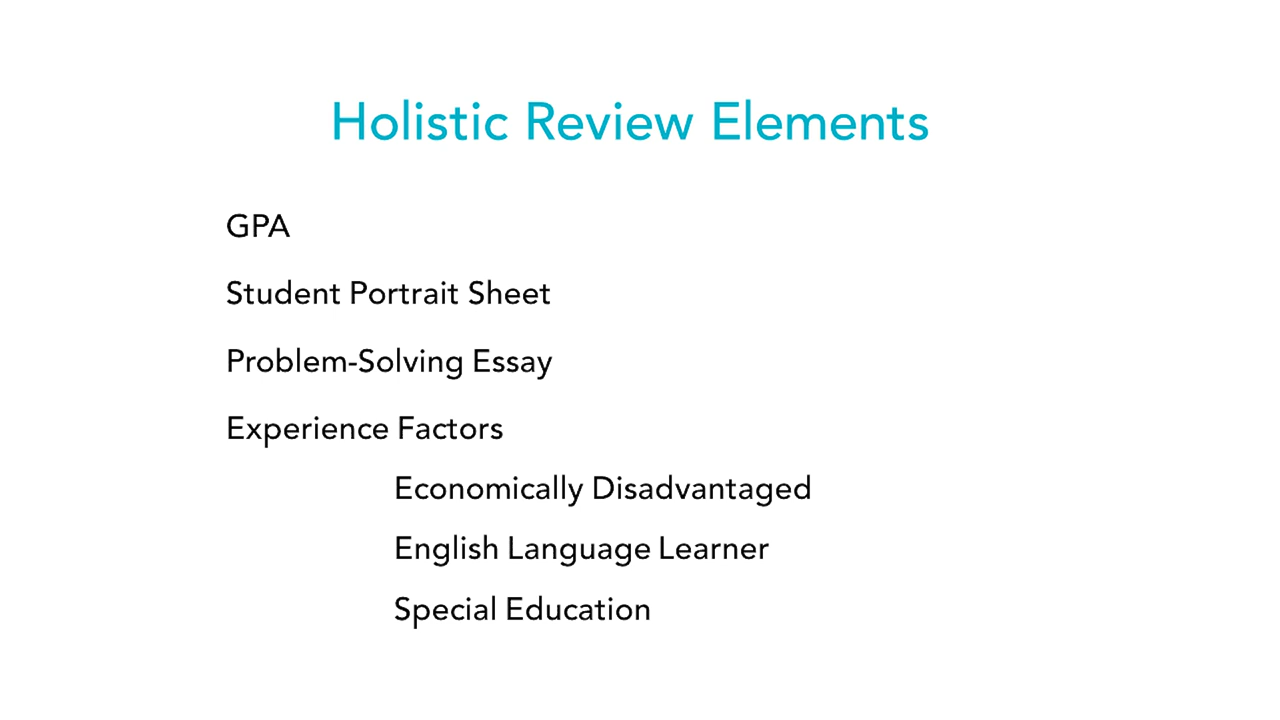 Holistic Review Elements
GPA
Student Portrait Sheet
Problem-Solving Essay
Experience Factors
Economically Disadvantaged
English Language Learner
Special Education